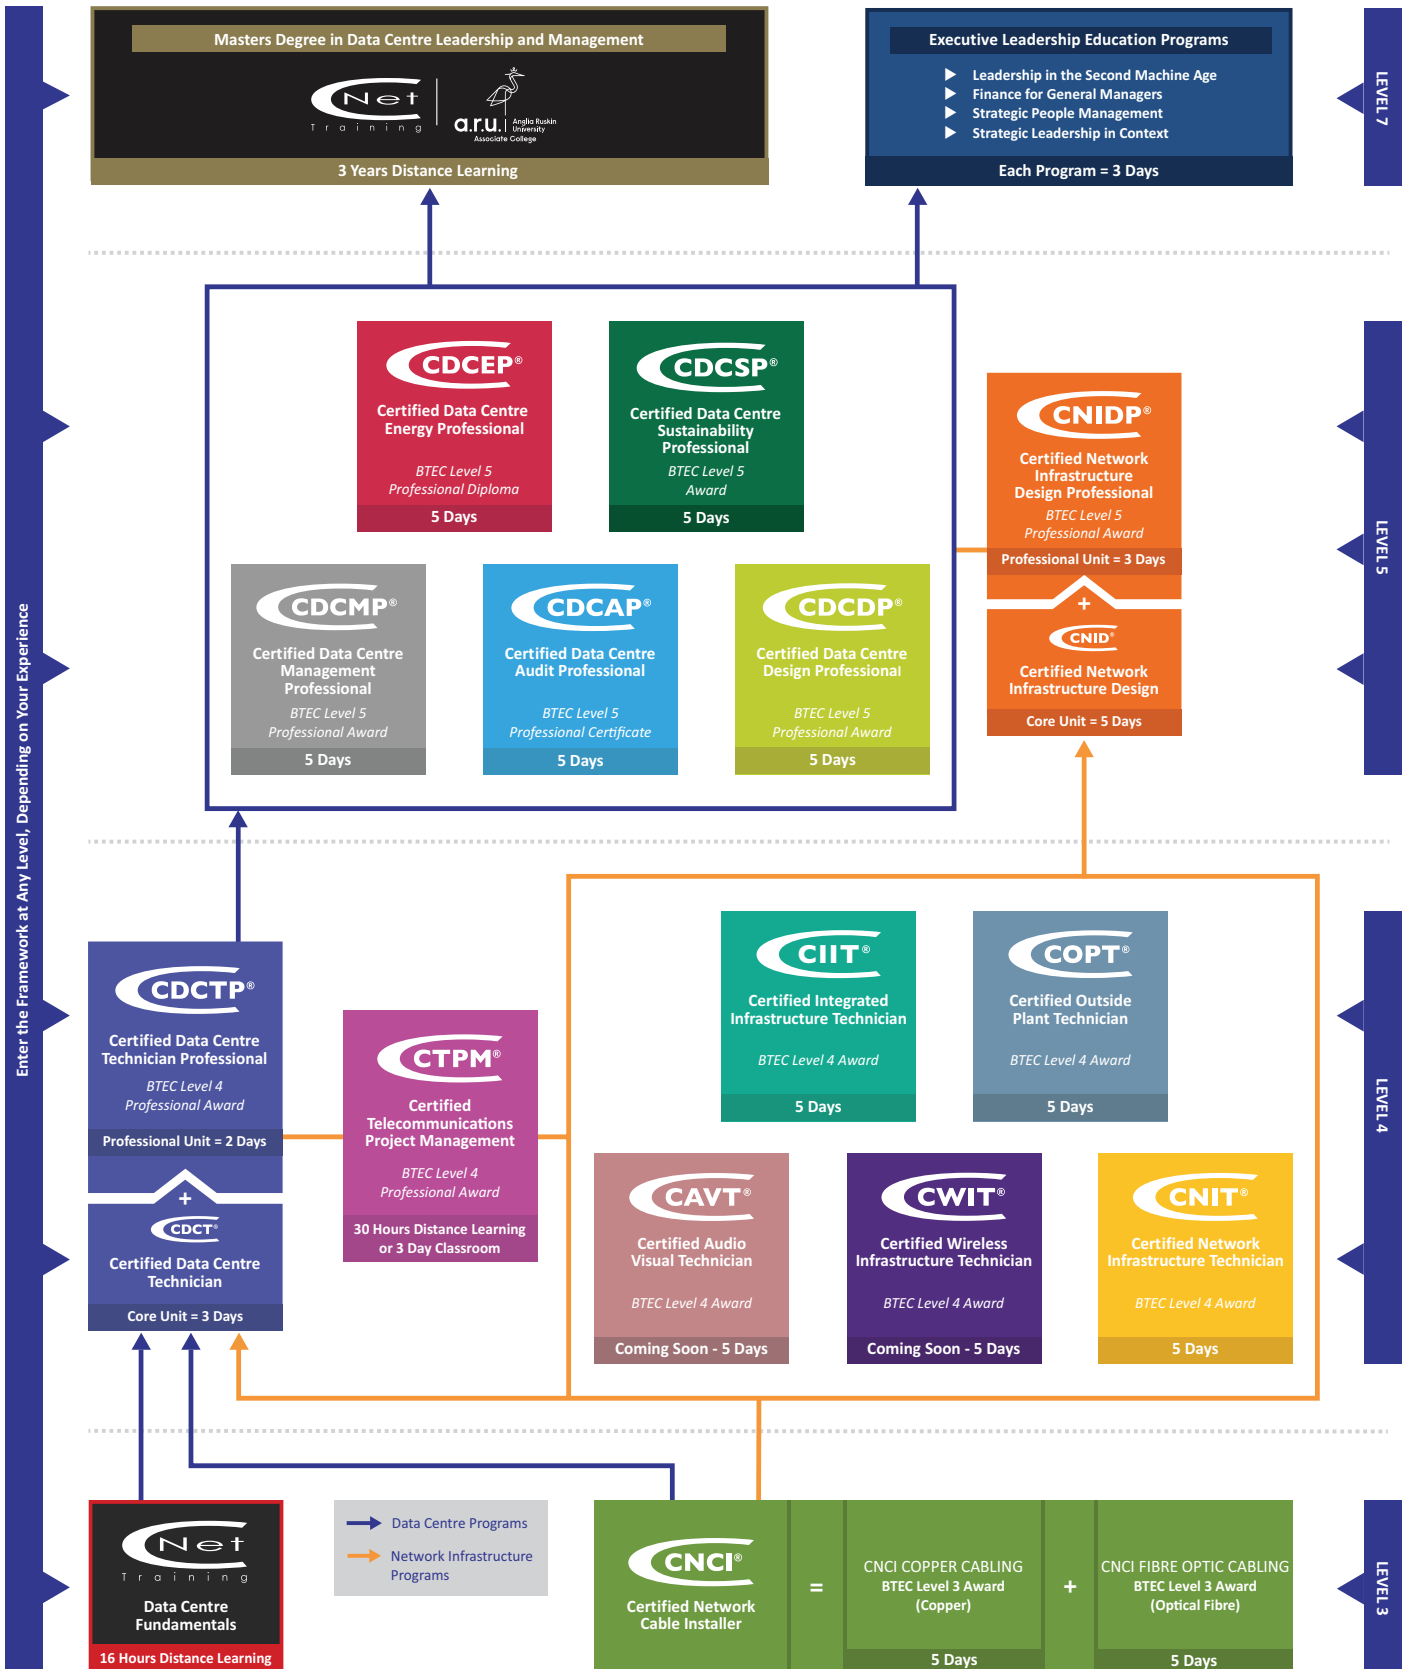 Enter the Framework at Any Level, Depending on Your Experience
Masters Degree in Data Centre Leadership and Management
CNet
Training
a.r.u.
Anglia Ruskin
University
Associate College
3 Years Distance Learning
Executive Leadership Education Programs
Leadership in the Second Machine Age
Finance for General Managers
Strategic People Management
Strategic Leadership in Context
Each Program = 3 Days
LEVEL 7
CDCEP®
Certified Data Centre
Energy Professional
BTEC Level 5
Professional Diploma
5 Days
CDCSP®
Certified Data Centre
Sustainability
Professional
BTEC Level 5
Award
5 Days
CNIDP®
Certified Network
Infrastructure
Design Professional
BTEC Level 5
Professional Award
Professional Unit = 3 Days
+
CNID®
Certified Network
Infrastructure Design
Core Unit = 5 Days
CDCMP®
Certified Data Centre
Management
Professional
BTEC Level 5
Professional Award
5 Days
CDCAP®
Certified Data Centre
Audit Professional
BTEC Level 5
Professional Certificate
5 Days
CDCDP®
Certified Data Centre
Design Professional
BTEC Level 5
Professional Award
5 Days
LEVEL 5
CDCTP®
Certified Data Centre
Technician Professional
BTEC Level 4
Professional Award
Professional Unit = 2 Days
+
CDCT®
Certified Data Centre
Technician
Core Unit = 3 Days
CTPM®
Certified
Telecommunications
Project Management
BTEC Level 4
Professional Award
30 Hours Distance Learning
or 3 Day Classroom
CIIT®
Certified Integrated
Infrastructure Technician
BTEC Level 4 Award
5 Days
COPT®
Certified Outside
Plant Technician
BTEC Level 4 Award
5 Days
CAVT®
Certified Audio
Visual Technician
BTEC Level 4 Award
Coming Soon - 5 Days
CWIT®
Certified Wireless
Infrastructure Technician
BTEC Level 4 Award
Coming Soon - 5 Days
CNIT®
Certified Network
Infrastructure Technician
BTEC Level 4 Award
5 Days
LEVEL 4
CNet
Training
Data Centre
Fundamentals
16 Hours Distance Learning
Data Centre Programs
Network Infrastructure
Programs
CNCI®
Certified Network
Cable Installer
=
CNCI COPPER CABLING
BTEC Level 3 Award
(Copper)
5 Days
+
CNCI FIBRE OPTIC CABLING
BTEC Level 3 Award
(Optical Fibre)
5 Days
LEVEL 3